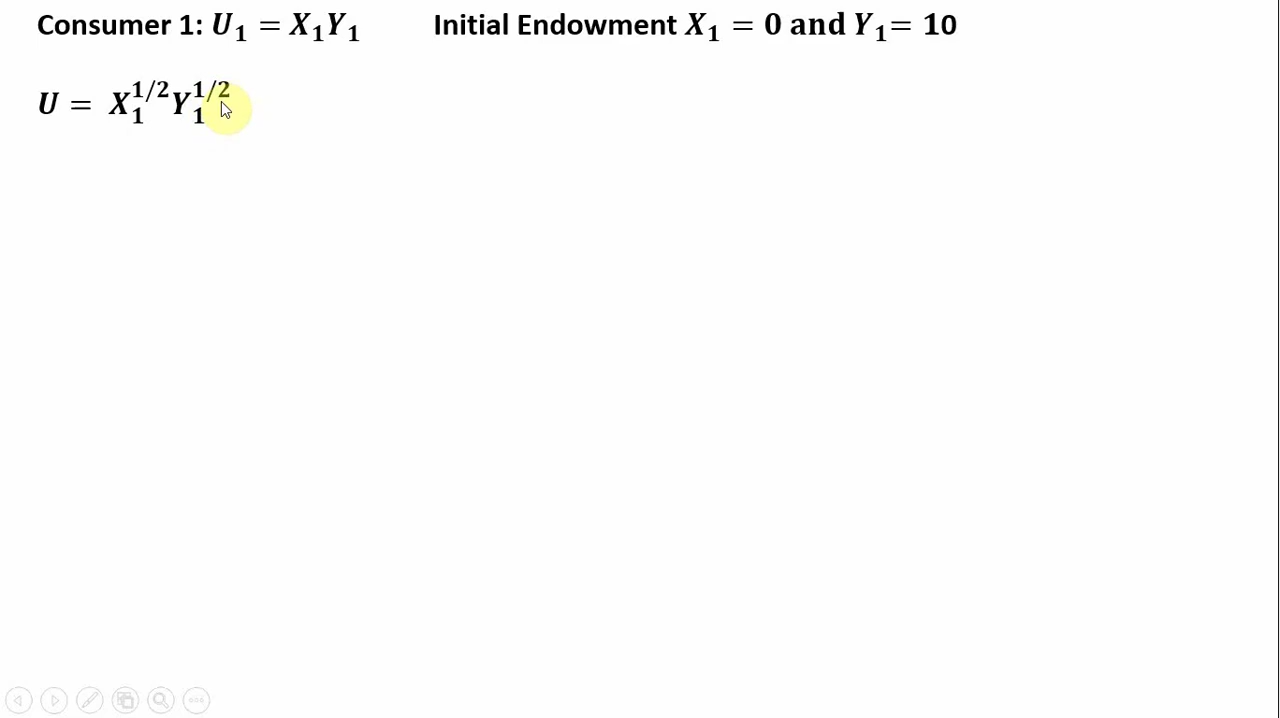 Consumer 1: U₁ = X₁Y₁ Initial Endowment X₁ = 0 and Y₁= 10
U = X₁^{1/2}Y₁^{1/2}